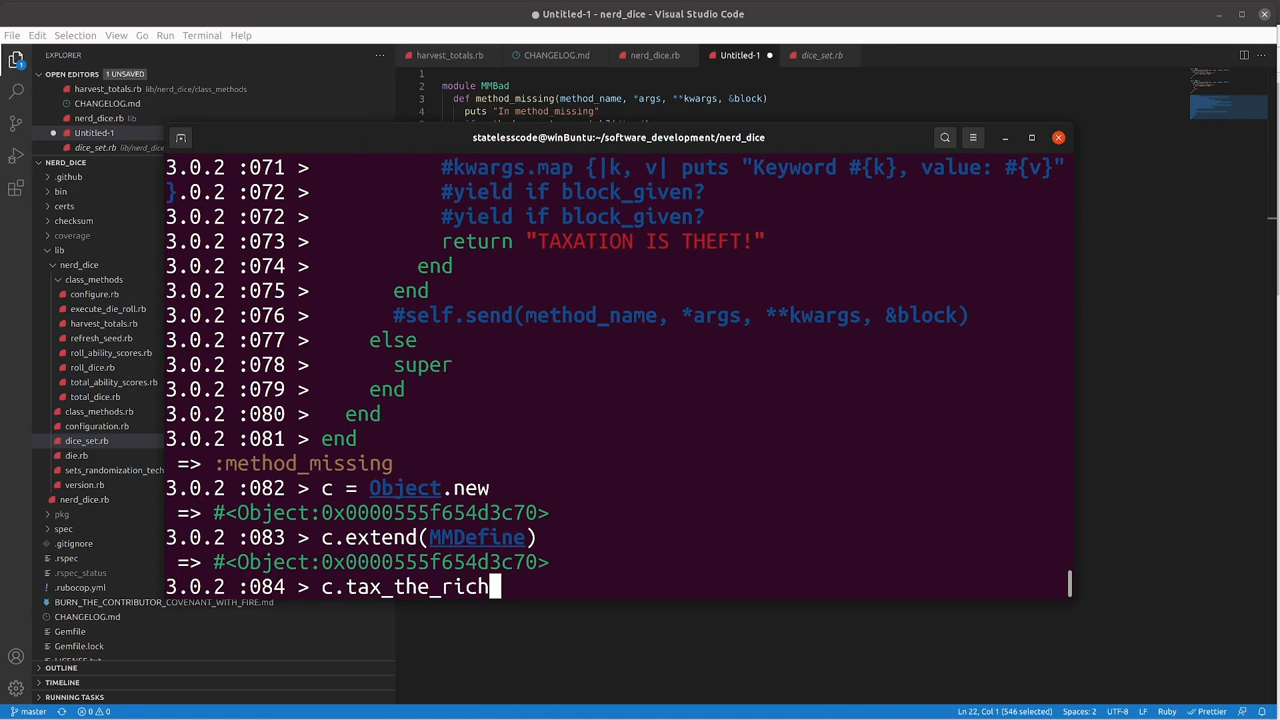 Untitled-1 - nerd_dice - Visual Studio Code
File Edit Selection View Go Run Terminal Help
EXPLORER
harvest_totals.rb CHANGELOG.md nerd_dice.rb Untitled-1 dice_set.rb
OPEN EDITORS 1 UNSAVED
harvest_totals.rb lib/nerd_dice/class_methods
CHANGELOG.md
nerd_dice.rb lib
Untitled-1
dice_set.rb lib/nerd_dice
NERD_DICE
.github
bin
certs
checksum
coverage
lib
nerd_dice
class_methods
configure.rb
execute_die_roll.rb
harvest_totals.rb
refresh_seed.rb
roll_ability_scores.rb
roll_dice.rb
total_ability_scores.rb
total_dice.rb
class_methods.rb
configuration.rb
dice_set.rb
die.rb
sets_randomization_tech
version.rb
nerd_dice.rb
pkg
spec
.gitignore
.rspec
.rspec_status
.rubocop.yml
BURN_THE_CONTRIBUTOR_COVENANT_WITH_FIRE.md
CHANGELOG.md
Gemfile
Gemfile.lock
OUTLINE
TIMELINE
RUNNING TASKS
1
2 module MMBad
3 def method_missing(method_name, *args, **kwargs, &block)
4 puts "In method_missing"
statelesscode@winBuntu:~/software_development/nerd_dice
3.0.2 :071 > #kwargs.map {|k, v| puts "Keyword #{k}, value: #{v}"
}.0.2 :072 > #yield if block_given?
3.0.2 :072 > #yield if block_given?
3.0.2 :073 > return "TAXATION IS THEFT!"
3.0.2 :074 > end
3.0.2 :075 > end
3.0.2 :076 > #self.send(method_name, *args, **kwargs, &block)
3.0.2 :077 > else
3.0.2 :078 > super
3.0.2 :079 > end
3.0.2 :080 > end
3.0.2 :081 > end
=> :method_missing
3.0.2 :082 > c = Object.new
=> #<Object:0x0000555f654d3c70>
3.0.2 :083 > c.extend(MMDefine)
=> #<Object:0x0000555f654d3c70>
3.0.2 :084 > c.tax_the_rich
master 0 0 Ln 22, Col 1 (546 selected) Spaces: 2 UTF-8 LF Ruby Prettier